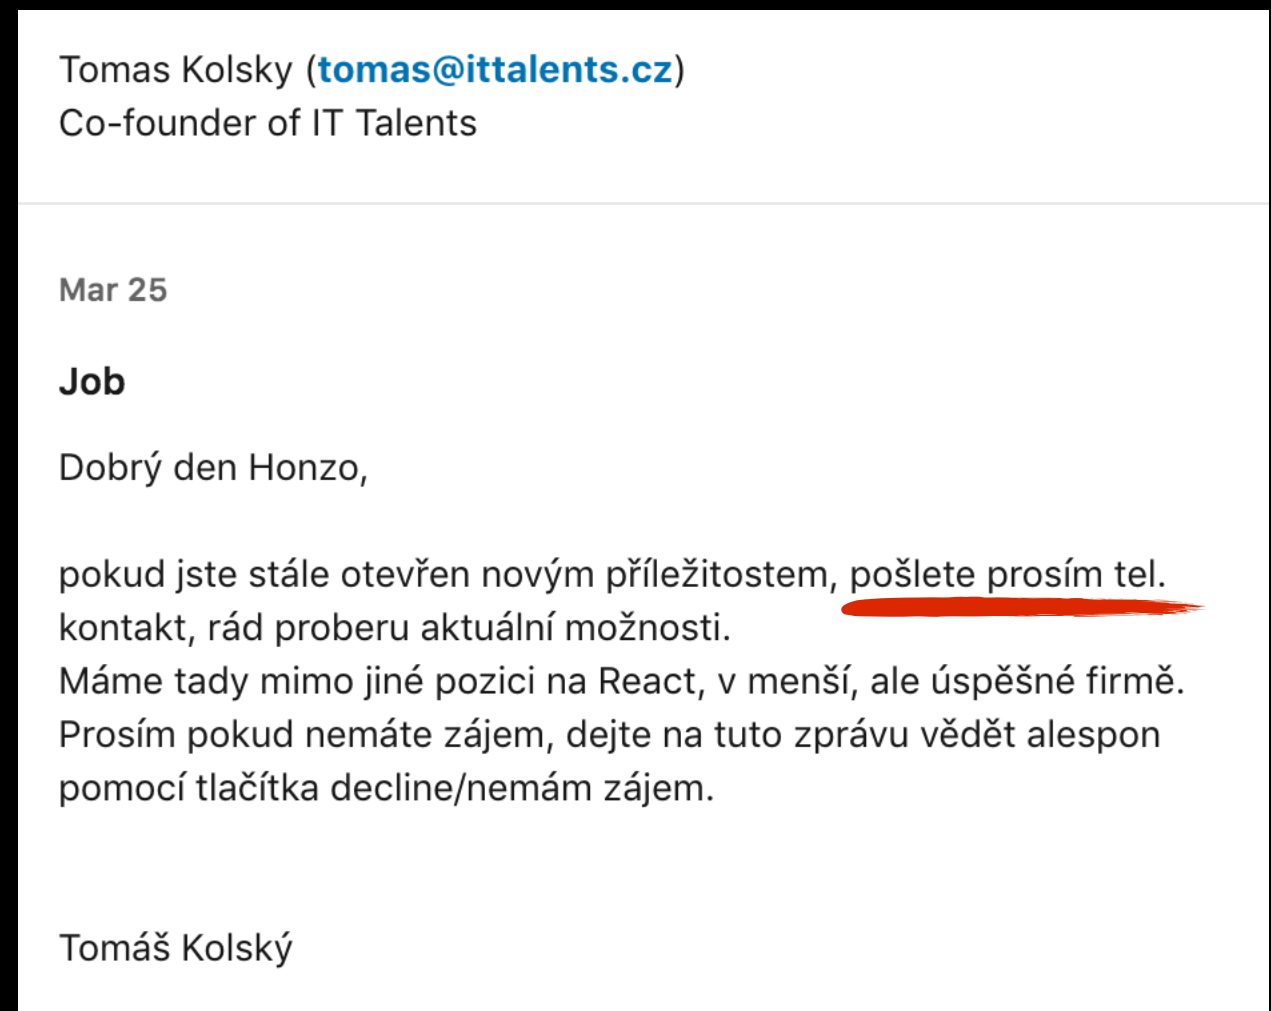 Tomas Kolsky (tomas@ittalents.cz)
Co-founder of IT Talents
Mar 25
Job
Dobrý den Honzo,
pokud jste stále otevřen novým příležitostem, pošlete prosím tel.
kontakt, rád proberu aktuální možnosti.
Máme tady mimo jiné pozici na React, v menší, ale úspěšné firmě.
Prosím pokud nemáte zájem, dejte na tuto zprávu vědět alespon
pomocí tlačítka decline/nemám zájem.
Tomáš Kolský